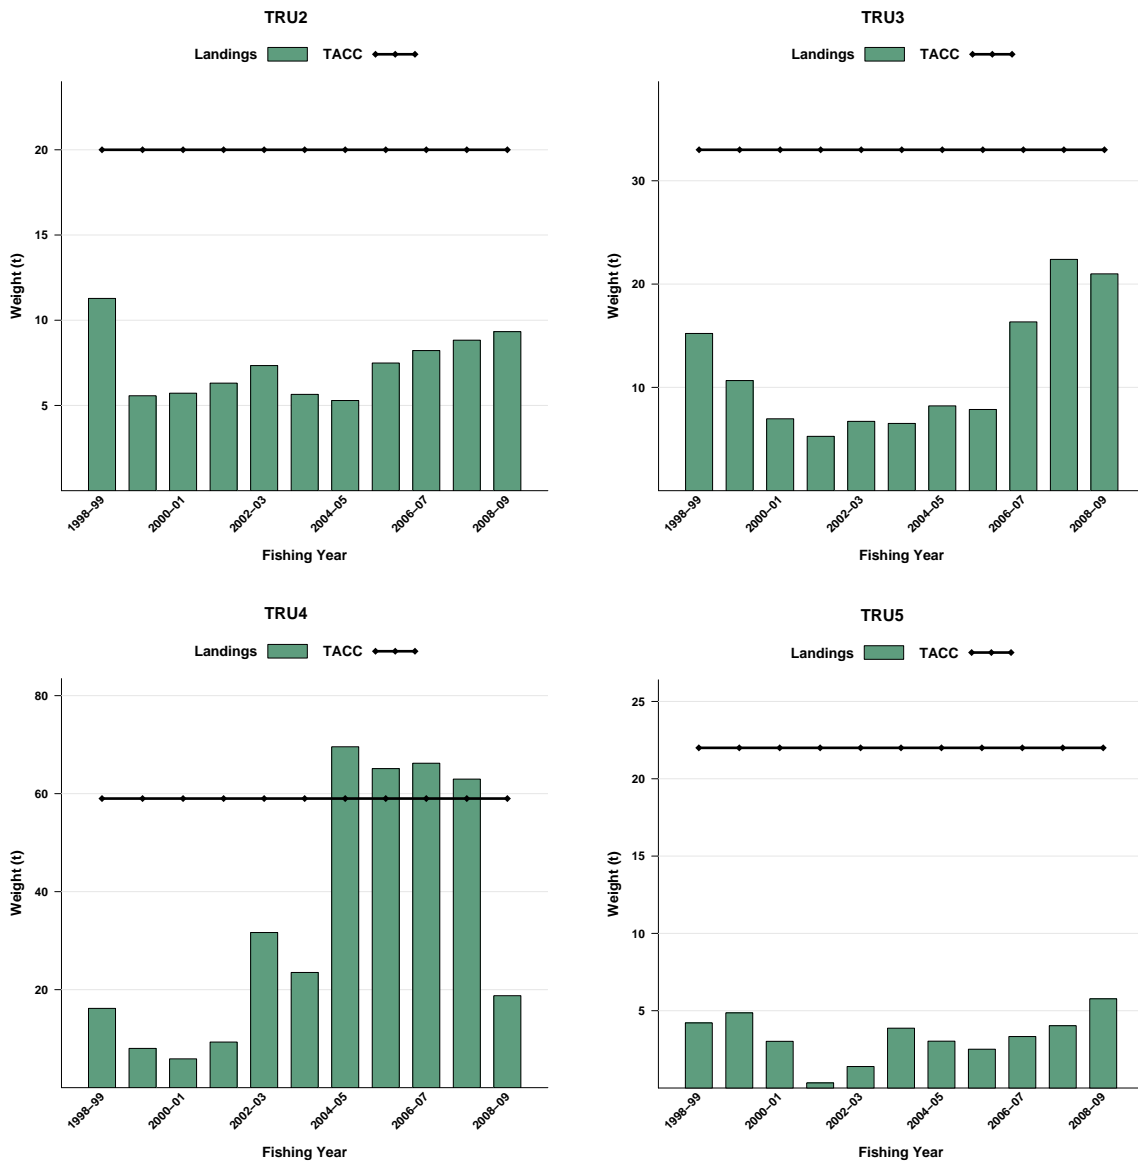 TRU2
Landings TACC
Weight (t)
20
15
10
5
1998–99
2000–01
2002–03
2004–05
2006–07
2008–09
Fishing Year
TRU3
Landings TACC
Weight (t)
30
20
10
1998–99
2000–01
2002–03
2004–05
2006–07
2008–09
Fishing Year
TRU4
Landings TACC
Weight (t)
80
60
40
20
1998–99
2000–01
2002–03
2004–05
2006–07
2008–09
Fishing Year
TRU5
Landings TACC
Weight (t)
25
20
15
10
5
1998–99
2000–01
2002–03
2004–05
2006–07
2008–09
Fishing Year